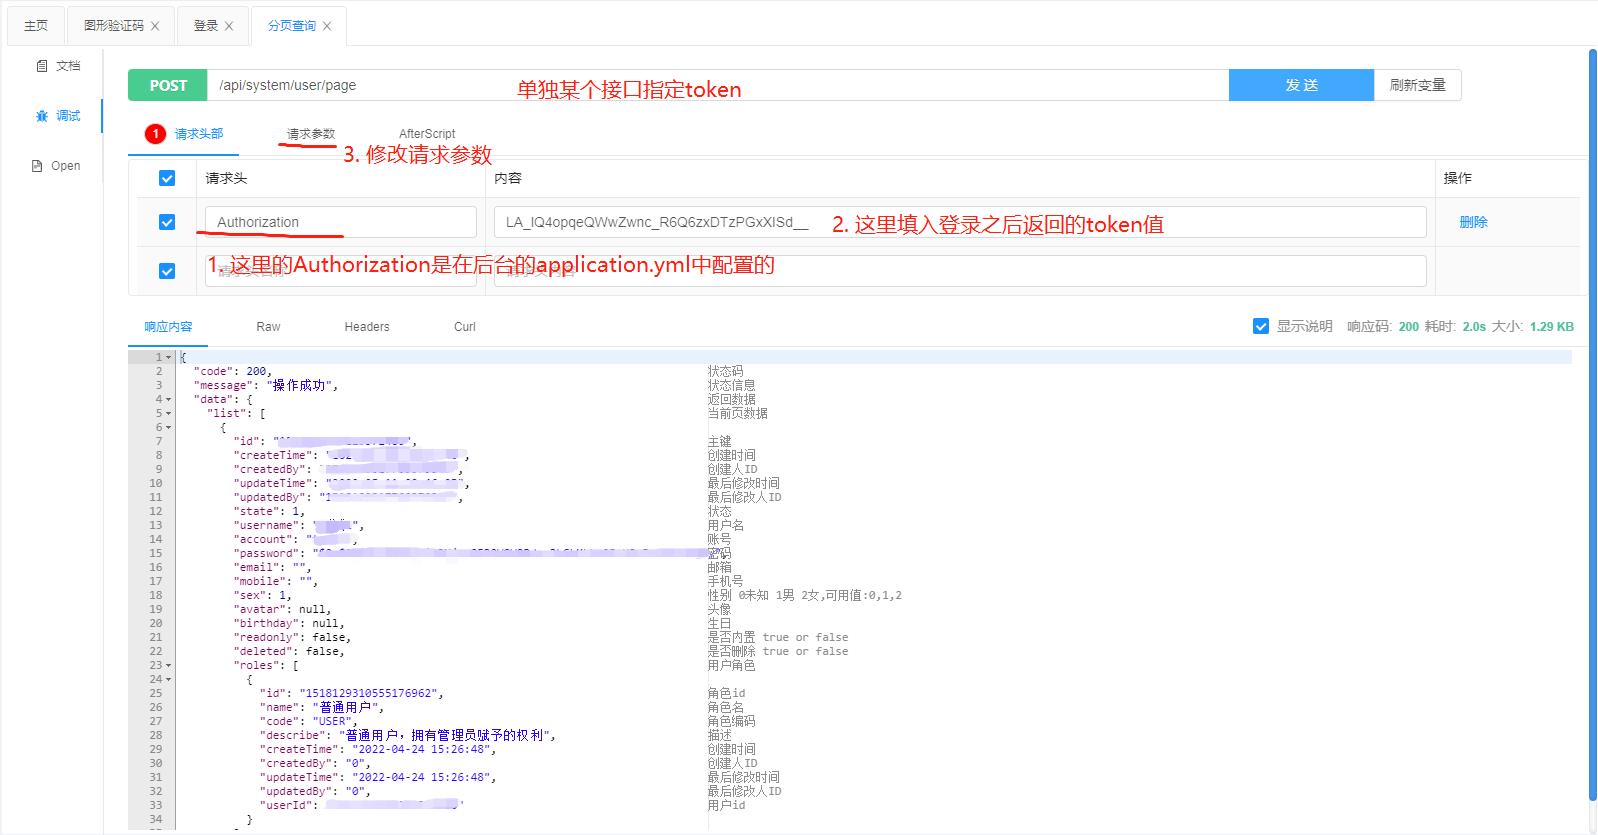 主页
图形验证码
登录
分页查询
文档
调试
Open
POST /api/system/user/page
单独某个接口指定token
发 送
刷新变量
1 请求头部
请求参数
AfterScript
3. 修改请求参数
请求头 内容 操作
Authorization LA_IQ4opqeQWwZwnc_R6Q6zxDTzPGxXISd__ 2. 这里填入登录之后返回的token值 删除
1. 这里的Authorization是在后台的application.yml中配置的
响应内容 Raw Headers Curl
显示说明 响应码: 200 耗时: 2.0s 大小: 1.29 KB
1 {
2 "code": 200, 状态码
3 "message": "操作成功", 状态信息
4 "data": { 返回数据
5 "list": [ 当前页数据
6 {
7 "id": 主键
8 "createTime": 创建时间
9 "createdBy": 创建人ID
10 "updateTime": 最后修改时间
11 "updatedBy": 最后修改人ID
12 "state": 1, 状态
13 "username": 用户名
14 "account": 账号
15 "password": 密码
16 "email": "", 邮箱
17 "mobile": "", 手机号
18 "sex": 1, 性别 0未知 1男 2女,可用值:0,1,2
19 "avatar": null, 头像
20 "birthday": null, 生日
21 "readonly": false, 是否内置 true or false
22 "deleted": false, 是否删除 true or false
23 "roles": [ 用户角色
24 {
25 "id": "1518129310555176962", 角色id
26 "name": "普通用户", 角色名
27 "code": "USER", 角色编码
28 "describe": "普通用户，拥有管理员赋予的权利", 描述
29 "createTime": "2022-04-24 15:26:48", 创建时间
30 "createdBy": "0", 创建人ID
31 "updateTime": "2022-04-24 15:26:48", 最后修改时间
32 "updatedBy": "0", 最后修改人ID
33 "userId": 用户id
34 }